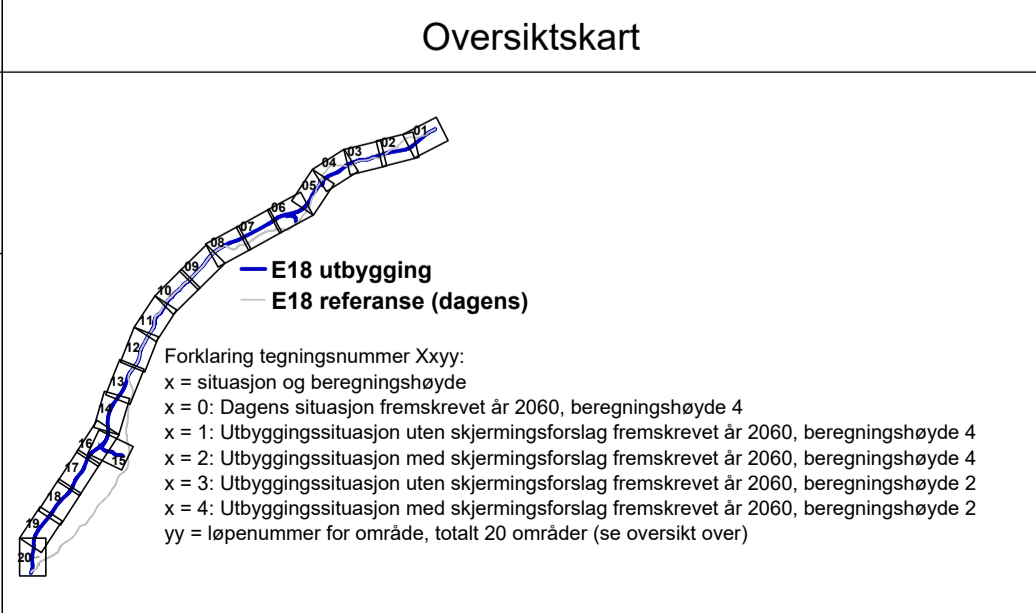 Oversiktskart
01
02
03
04
05
06
07
08
09
10
11
12
13
14
15
16
17
18
19
20
E18 utbygging
E18 referanse (dagens)
Forklaring tegningsnummer Xxyy:
x = situasjon og beregningshøyde
x = 0: Dagens situasjon fremskrevet år 2060, beregningshøyde 4
x = 1: Utbyggingssituasjon uten skjermingsforslag fremskrevet år 2060, beregningshøyde 4
x = 2: Utbyggingssituasjon med skjermingsforslag fremskrevet år 2060, beregningshøyde 4
x = 3: Utbyggingssituasjon uten skjermingsforslag fremskrevet år 2060, beregningshøyde 2
x = 4: Utbyggingssituasjon med skjermingsforslag fremskrevet år 2060, beregningshøyde 2
yy = løpenummer for område, totalt 20 områder (se oversikt over)